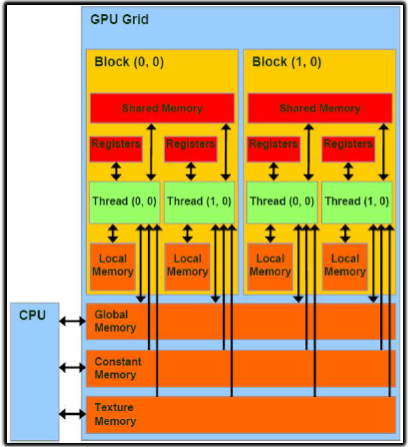 GPU Grid
Block (0, 0)
Block (1, 0)
Shared Memory
Shared Memory
Registers
Registers
Registers
Registers
Thread (0, 0)
Thread (1, 0)
Thread (0, 0)
Thread (1, 0)
Local
Memory
Local
Memory
Local
Memory
Local
Memory
CPU
Global
Memory
Constant
Memory
Texture
Memory